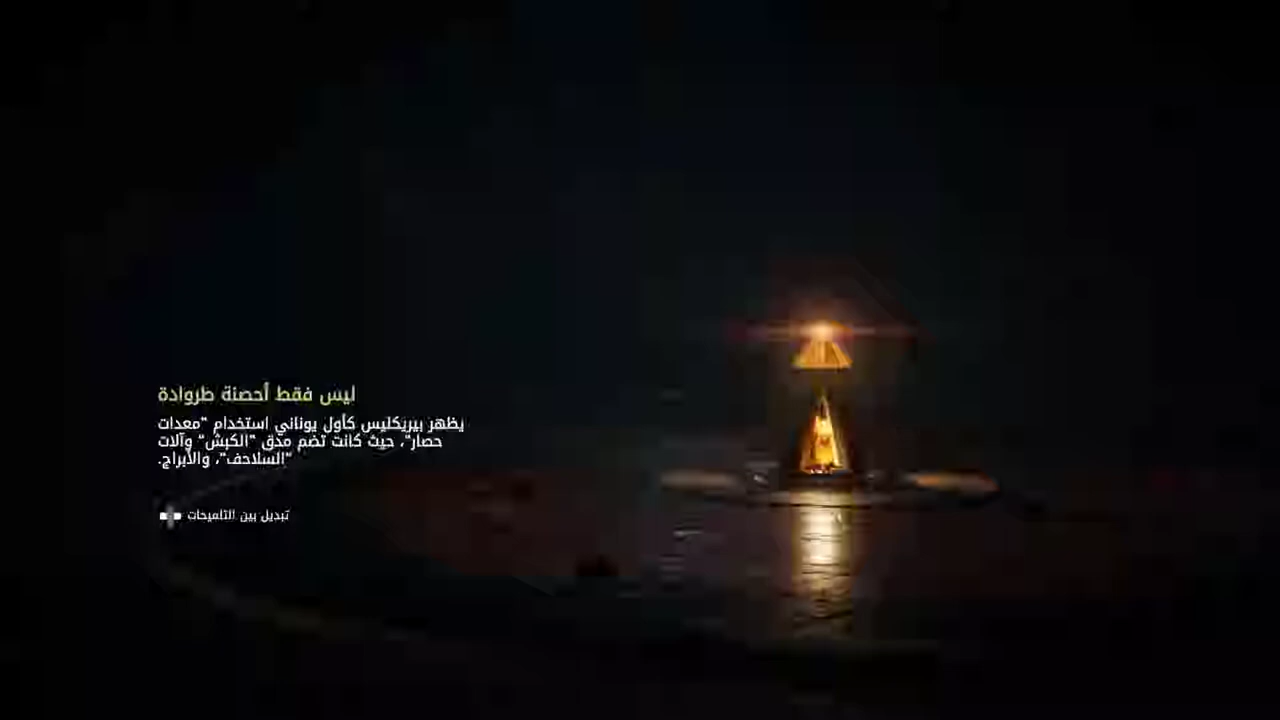 ليس فقط أحصنة طروادة
يظهر بيريكليس كأول يوناني استخدام "معدات
حصار"، حيث كانت تضم مدق "الكبش" وآلات
"السلاحف"، والأبراج.
تبديل بين التلميحات